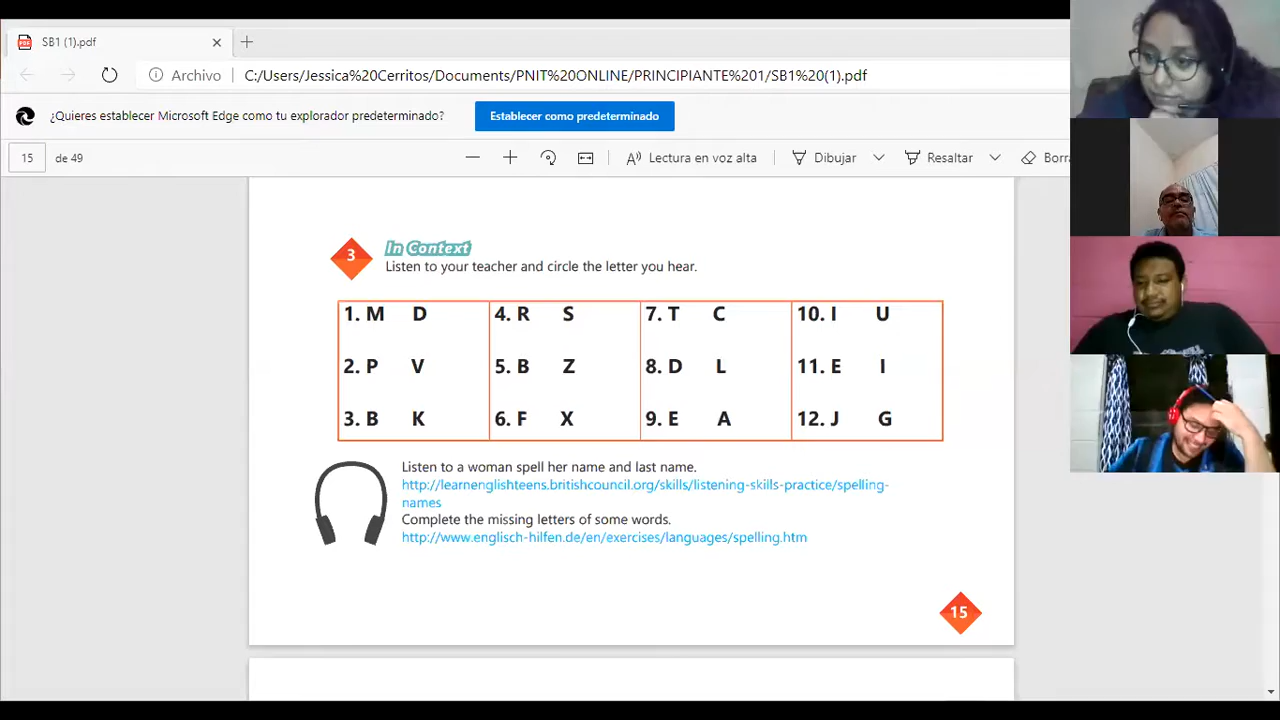 SB1 (1).pdf
Archivo C:/Users/Jessica%20Cerritos/Documents/PNIT%20ONLINE/PRINCIPIANTE%201/SB1%20(1).pdf
¿Quieres establecer Microsoft Edge como tu explorador predeterminado? Establecer como predeterminado
15 de 49 Lectura en voz alta Dibujar Resaltar Borra
3 In Context
Listen to your teacher and circle the letter you hear.
1. M D 4. R S 7. T C 10. I U
2. P V 5. B Z 8. D L 11. E I
3. B K 6. F X 9. E A 12. J G
Listen to a woman spell her name and last name.
http://learnenglishteens.britishcouncil.org/skills/listening-skills-practice/spelling-
names
Complete the missing letters of some words.
http://www.englisch-hilfen.de/en/exercises/languages/spelling.htm
15